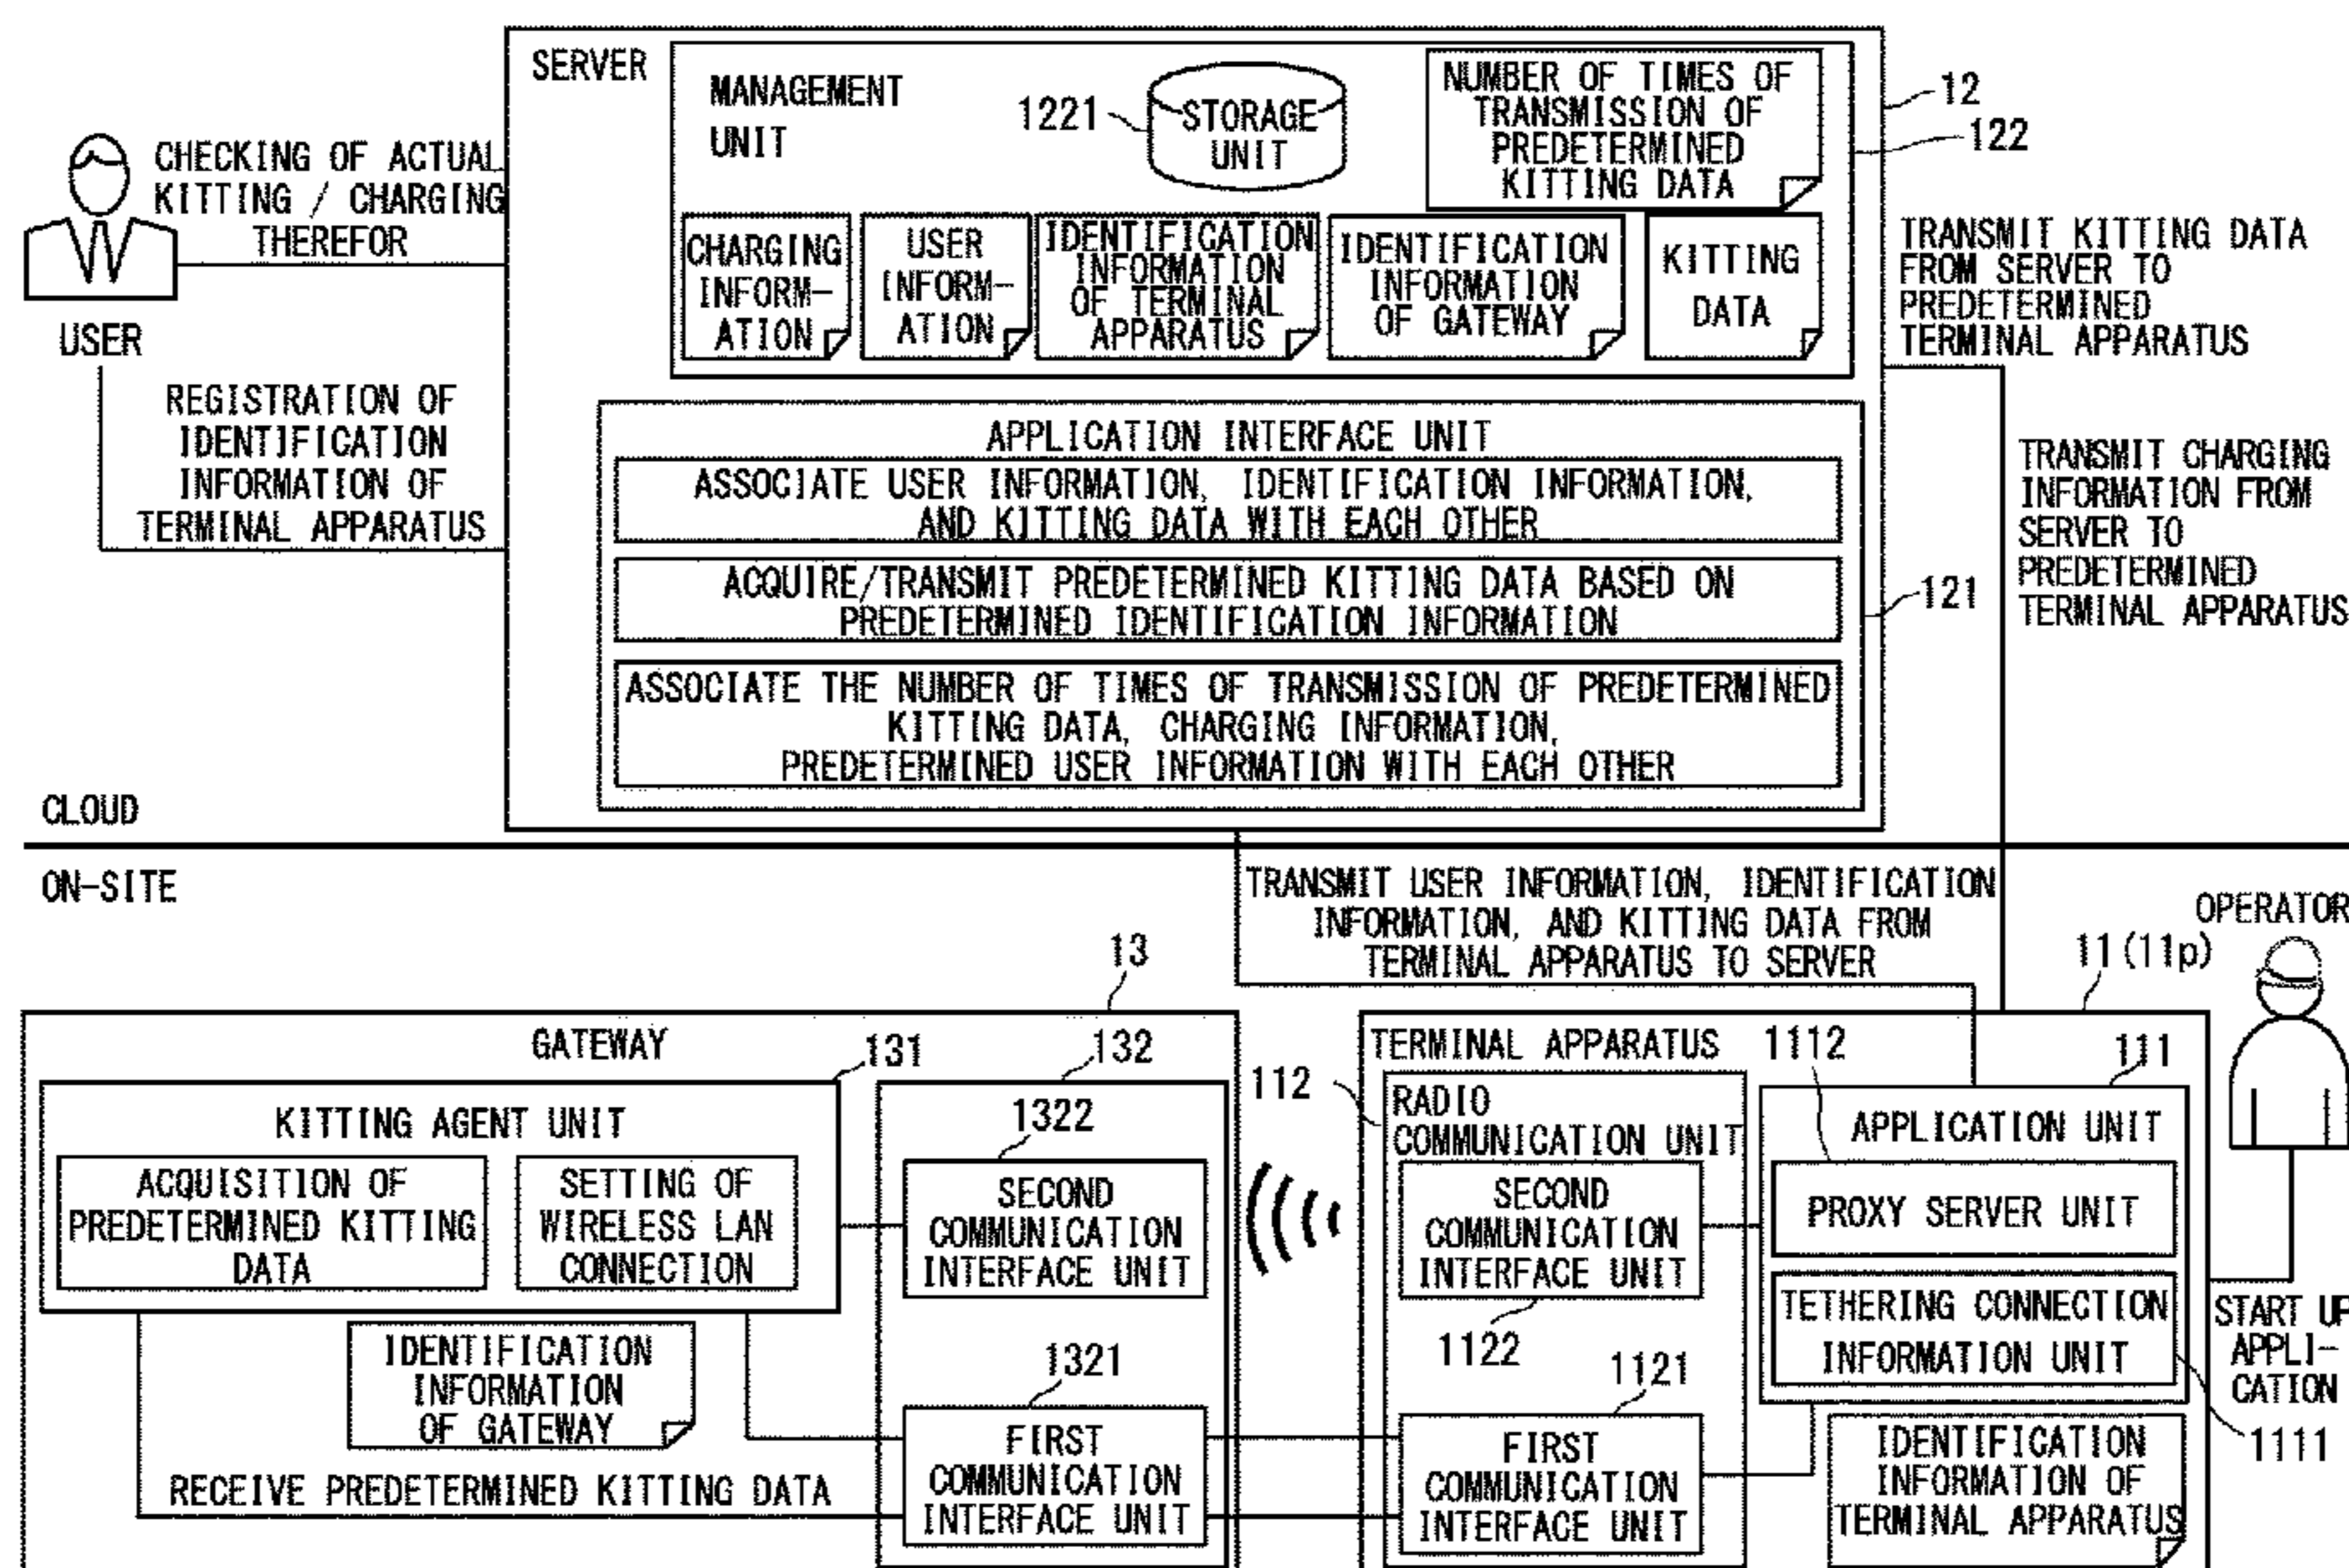 SERVER
MANAGEMENT
UNIT
1221
STORAGE
UNIT
NUMBER OF TIMES OF
TRANSMISSION OF
PREDETERMINED
KITTING DATA
12
122
CHECKING OF ACTUAL
KITTING / CHARGING
THEREFOR
USER
CHARGING
INFORM-
ATION
USER
INFORM-
ATION
IDENTIFICATION
INFORMATION
OF TERMINAL
APPARATUS
IDENTIFICATION
INFORMATION
OF GATEWAY
KITTING
DATA
TRANSMIT KITTING DATA
FROM SERVER TO
PREDETERMINED
TERMINAL APPARATUS
REGISTRATION OF
IDENTIFICATION
INFORMATION OF
TERMINAL APPARATUS
APPLICATION INTERFACE UNIT
ASSOCIATE USER INFORMATION, IDENTIFICATION INFORMATION,
AND KITTING DATA WITH EACH OTHER
ACQUIRE/TRANSMIT PREDETERMINED KITTING DATA BASED ON
PREDETERMINED IDENTIFICATION INFORMATION
ASSOCIATE THE NUMBER OF TIMES OF TRANSMISSION OF PREDETERMINED
KITTING DATA, CHARGING INFORMATION,
PREDETERMINED USER INFORMATION WITH EACH OTHER
121
TRANSMIT CHARGING
INFORMATION FROM
SERVER TO
PREDETERMINED
TERMINAL APPARATUS
CLOUD
ON-SITE
TRANSMIT USER INFORMATION, IDENTIFICATION
INFORMATION, AND KITTING DATA FROM
TERMINAL APPARATUS TO SERVER
OPERATOR
13
11(11p)
GATEWAY
131
132
KITTING AGENT UNIT
ACQUISITION OF
PREDETERMINED KITTING
DATA
SETTING OF
WIRELESS LAN
CONNECTION
1322
SECOND
COMMUNICATION
INTERFACE UNIT
IDENTIFICATION
INFORMATION
OF GATEWAY
1321
FIRST
COMMUNICATION
INTERFACE UNIT
RECEIVE PREDETERMINED KITTING DATA
TERMINAL APPARATUS
112
RADIO
COMMUNICATION UNIT
SECOND
COMMUNICATION
INTERFACE UNIT
1122
1121
FIRST
COMMUNICATION
INTERFACE UNIT
1112
111
APPLICATION UNIT
PROXY SERVER UNIT
TETHERING CONNECTION
INFORMATION UNIT
1111
START UP
APPLI-
CATION
IDENTIFICATION
INFORMATION OF
TERMINAL APPARATUS